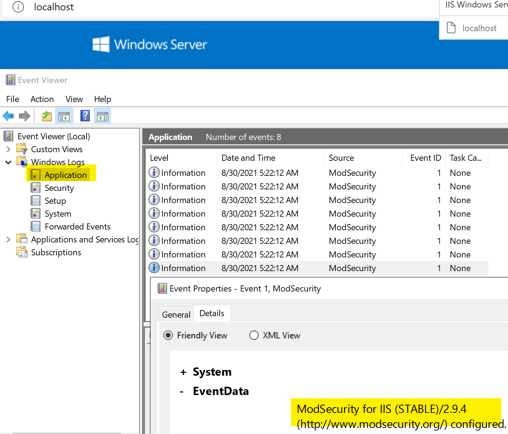 localhost
IIS Windows Ser
localhost
Windows Server
Event Viewer
File Action View Help
Event Viewer (Local)
Custom Views
Windows Logs
Application
Security
Setup
System
Forwarded Events
Applications and Services Log
Subscriptions
Application Number of events: 8
Level Date and Time Source Event ID Task Ca...
Information 8/30/2021 5:22:12 AM ModSecurity 1 None
Information 8/30/2021 5:22:12 AM ModSecurity 1 None
Information 8/30/2021 5:22:12 AM ModSecurity 1 None
Information 8/30/2021 5:22:12 AM ModSecurity 1 None
Information 8/30/2021 5:22:12 AM ModSecurity 1 None
Information 8/30/2021 5:22:12 AM ModSecurity 1 None
Information 8/30/2021 5:22:12 AM ModSecurity 1 None
Information 8/30/2021 5:22:12 AM ModSecurity 1 None
Event Properties - Event 1, ModSecurity
General Details
Friendly View XML View
+ System
- EventData
ModSecurity for IIS (STABLE)/2.9.4
(http://www.modsecurity.org/) configured.